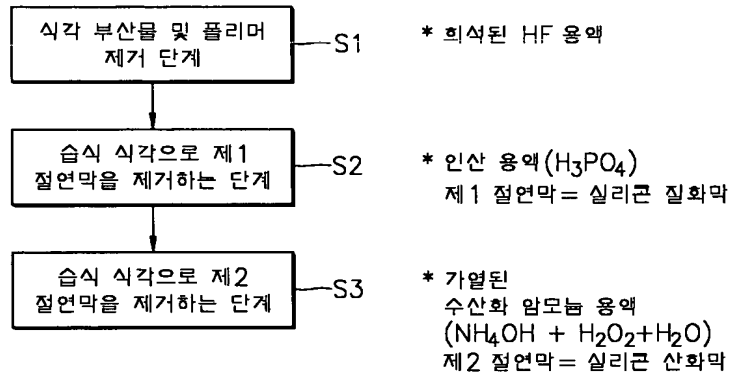 식각 부산물 및 폴리머
제거 단계
S1
* 희석된 HF 용액
습식 식각으로 제1
절연막을 제거하는 단계
S2
* 인산 용액(H₃PO₄)
제1 절연막= 실리콘 질화막
습식 식각으로 제2
절연막을 제거하는 단계
S3
* 가열된
수산화 암모늄 용액
(NH₄OH + H₂O₂+H₂O)
제2 절연막= 실리콘 산화막